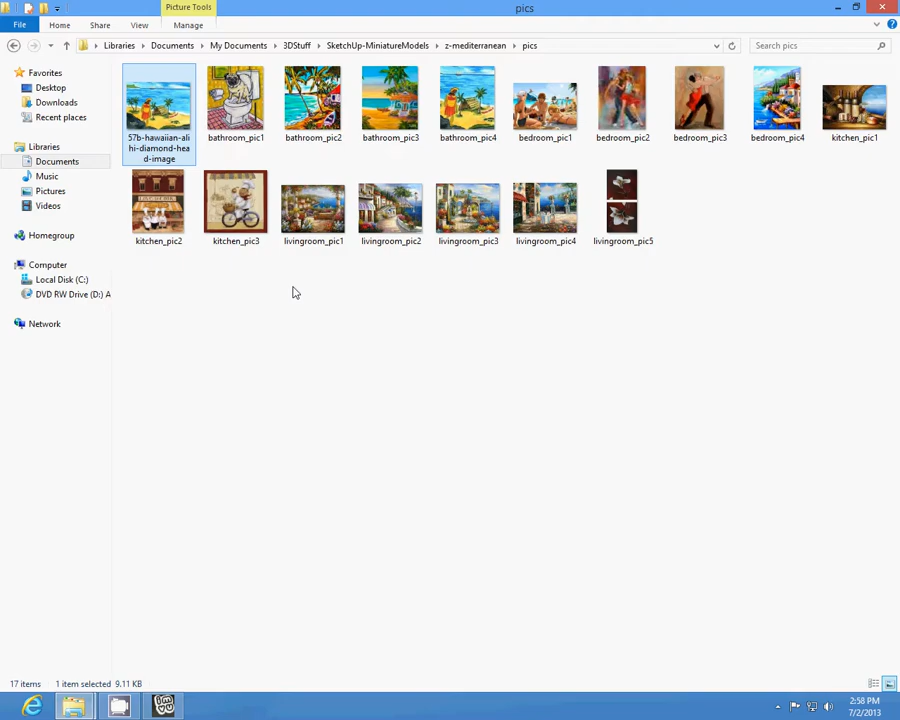 Picture Tools
pics
File
Home
Share
View
Manage
Libraries
Documents
My Documents
3DStuff
SketchUp-MiniatureModels
z-mediterranean
pics
Search pics
Favorites
Desktop
Downloads
Recent places
Libraries
Documents
Music
Pictures
Videos
Homegroup
Computer
Local Disk (C:)
DVD RW Drive (D:) A
Network
57b-hawaiian-ali
hi-diamond-hea
d-image
bathroom_pic1
bathroom_pic2
bathroom_pic3
bathroom_pic4
bedroom_pic1
bedroom_pic2
bedroom_pic3
bedroom_pic4
kitchen_pic1
kitchen_pic2
kitchen_pic3
livingroom_pic1
livingroom_pic2
livingroom_pic3
livingroom_pic4
livingroom_pic5
17 items
1 item selected 9.11 KB
2:58 PM
7/2/2013